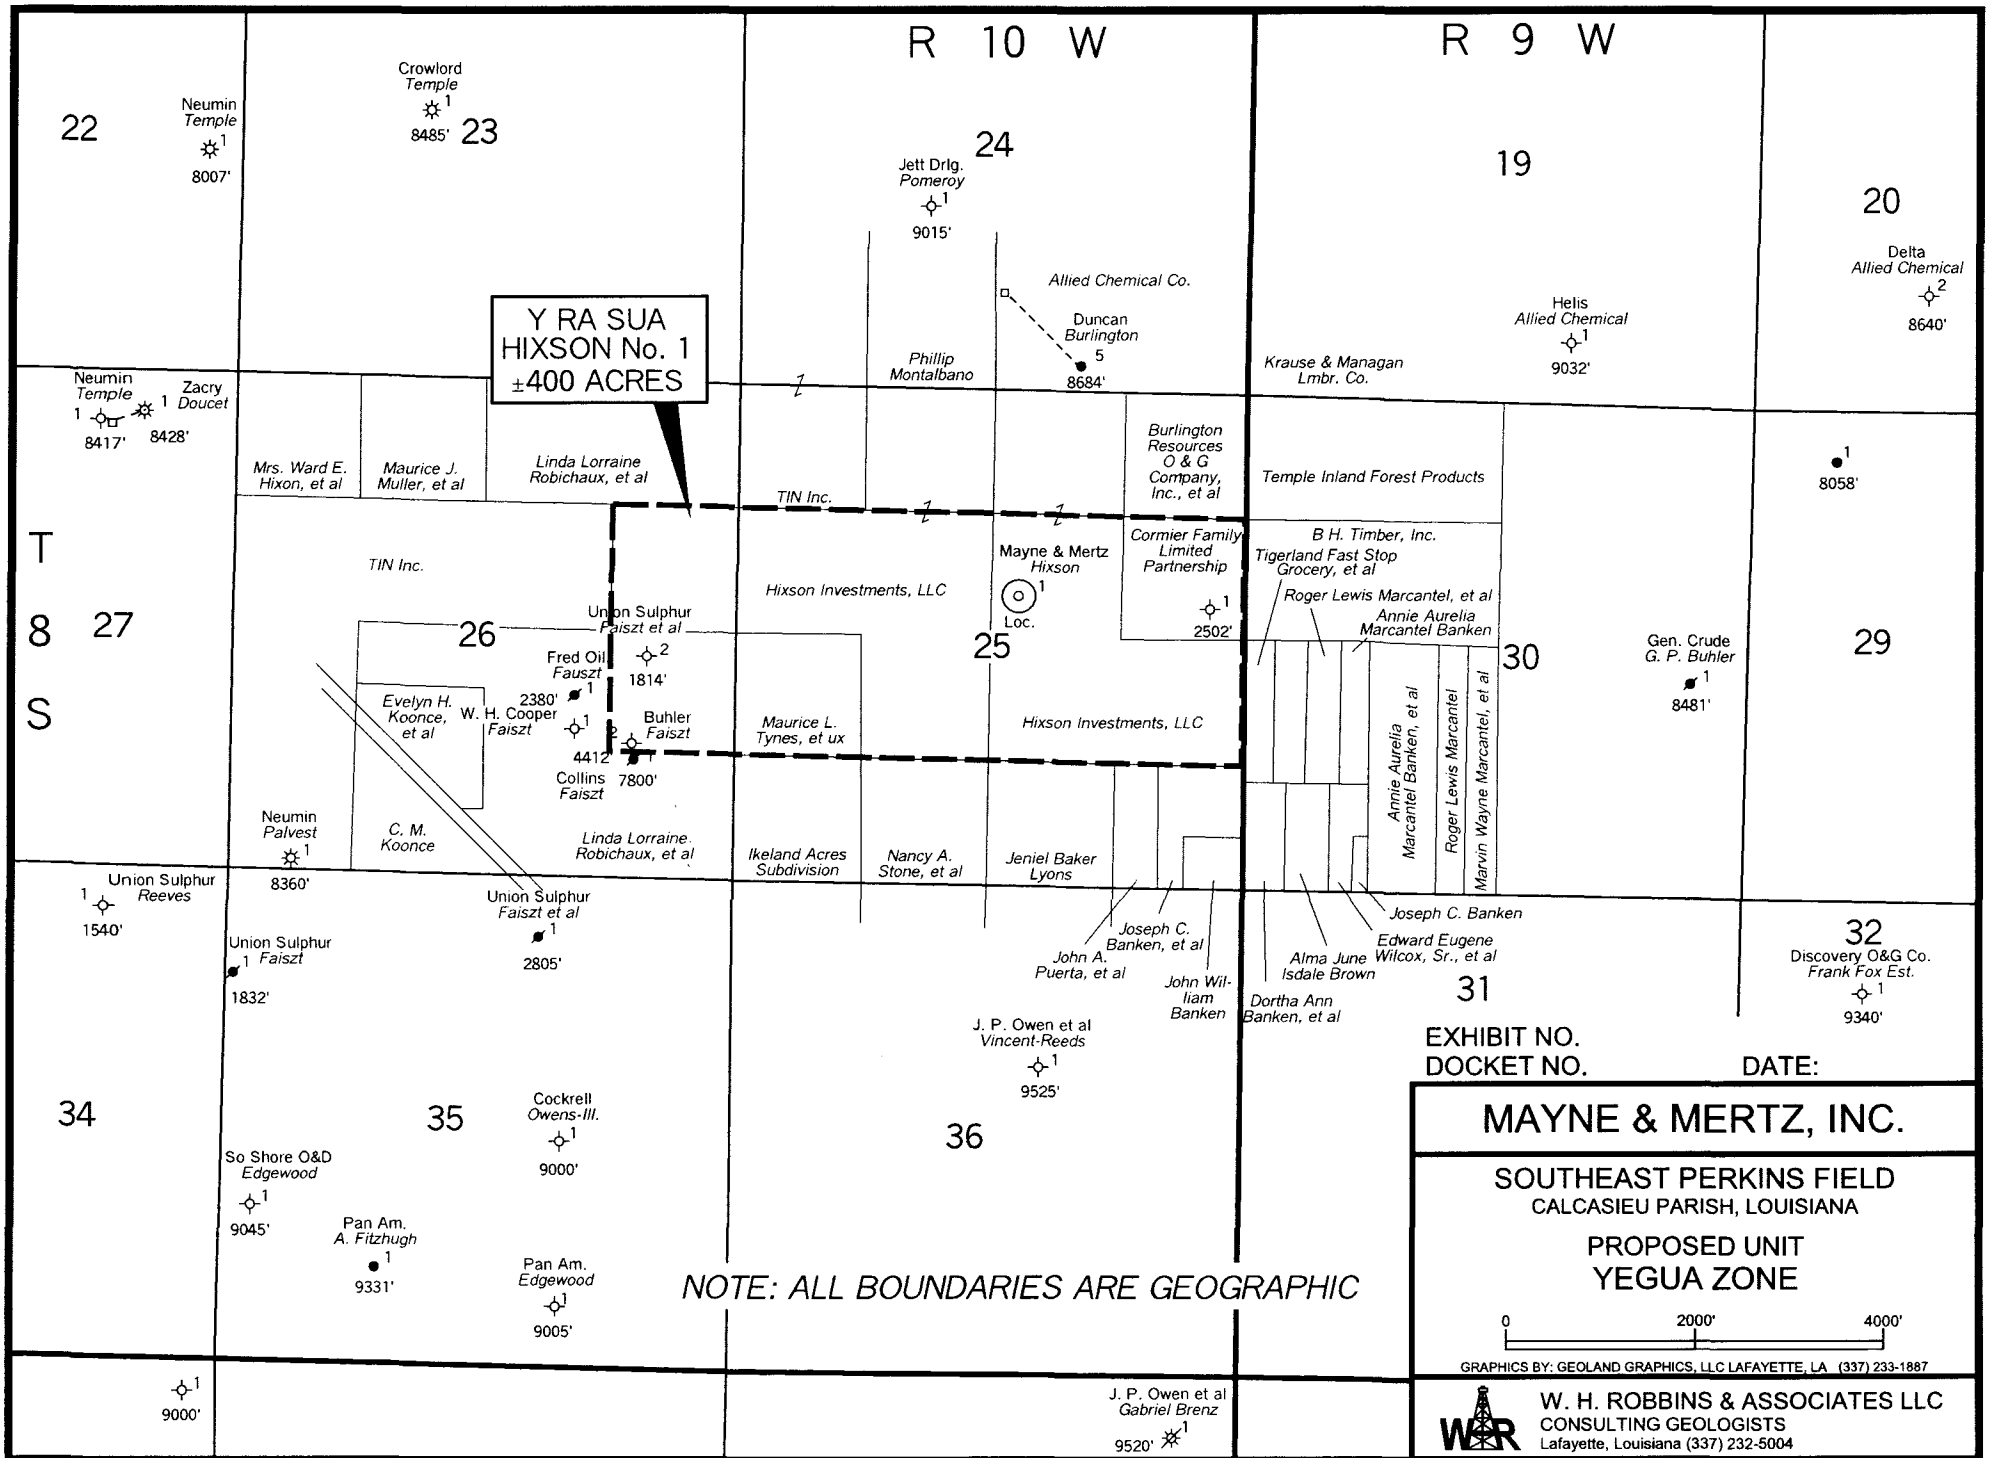 R 10 W
R 9 W
22
Neumin
Temple
1
8007'
Crowlord
Temple
1
8485'
23
24
Jett Drlg.
Pomeroy
1
9015'
19
20
Delta
Allied Chemical
2
8640'
Allied Chemical Co.
Duncan
Burlington
5
8684'
Helis
Allied Chemical
1
9032'
Y RA SUA
HIXSON No. 1
±400 ACRES
Phillip
Montalbano
Krause & Managan
Lmbr. Co.
Neumin
Temple
1
8417'
Zacry
Doucet
1
8428'
Mrs. Ward E.
Hixon, et al
Maurice J.
Muller, et al
Linda Lorraine
Robichaux, et al
TIN Inc.
Burlington
Resources
O & G
Company,
Inc., et al
Temple Inland Forest Products
1
8058'
T
8
S
27
TIN Inc.
26
Hixson Investments, LLC
Mayne & Mertz
Hixson
1
Loc.
25
Cormier Family
Limited
Partnership
1
2502'
B H. Timber, Inc.
Tigerland Fast Stop
Grocery, et al
Roger Lewis Marcantel, et al
Annie Aurelia
Marcantel Banken
30
29
Gen. Crude
G. P. Buhler
1
8481'
Union Sulphur
Faiszt et al
2
1814'
Fred Oil
Fauszt
1
2380'
W. H. Cooper
Faiszt
1
4412'
Buhler
Faiszt
2
1
Collins
Faiszt
7800'
Evelyn H.
Koonce,
et al
Maurice L.
Tynes, et ux
Hixson Investments, LLC
Annie Aurelia
Marcantel Banken, et al
Roger Lewis Marcantel
Marvin Wayne Marcantel, et al
Neumin
Palvest
1
8360'
C. M.
Koonce
Linda Lorraine
Robichaux, et al
Ikeland Acres
Subdivision
Nancy A.
Stone, et al
Jeniel Baker
Lyons
Union Sulphur
Reeves
1
1540'
Union Sulphur
Faiszt
1
1832'
Union Sulphur
Faiszt et al
1
2805'
John A.
Puerta, et al
Joseph C.
Banken, et al
John Wil-
liam
Banken
Dortha Ann
Banken, et al
Alma June
Isdale Brown
Edward Eugene
Wilcox, Sr., et al
Joseph C. Banken
31
32
Discovery O&G Co.
Frank Fox Est.
1
9340'
J. P. Owen et al
Vincent-Reeds
1
9525'
34
35
36
Cockrell
Owens-Ill.
1
9000'
So Shore O&D
Edgewood
1
9045'
Pan Am.
A. Fitzhugh
1
9331'
Pan Am.
Edgewood
1
9005'
NOTE: ALL BOUNDARIES ARE GEOGRAPHIC
1
9000'
J. P. Owen et al
Gabriel Brenz
1
9520'
EXHIBIT NO.
DOCKET NO. DATE:
MAYNE & MERTZ, INC.
SOUTHEAST PERKINS FIELD
CALCASIEU PARISH, LOUISIANA
PROPOSED UNIT
YEGUA ZONE
0 2000' 4000'
GRAPHICS BY: GEOLAND GRAPHICS, LLC LAFAYETTE, LA (337) 233-1887
WR
W. H. ROBBINS & ASSOCIATES LLC
CONSULTING GEOLOGISTS
Lafayette, Louisiana (337) 232-5004